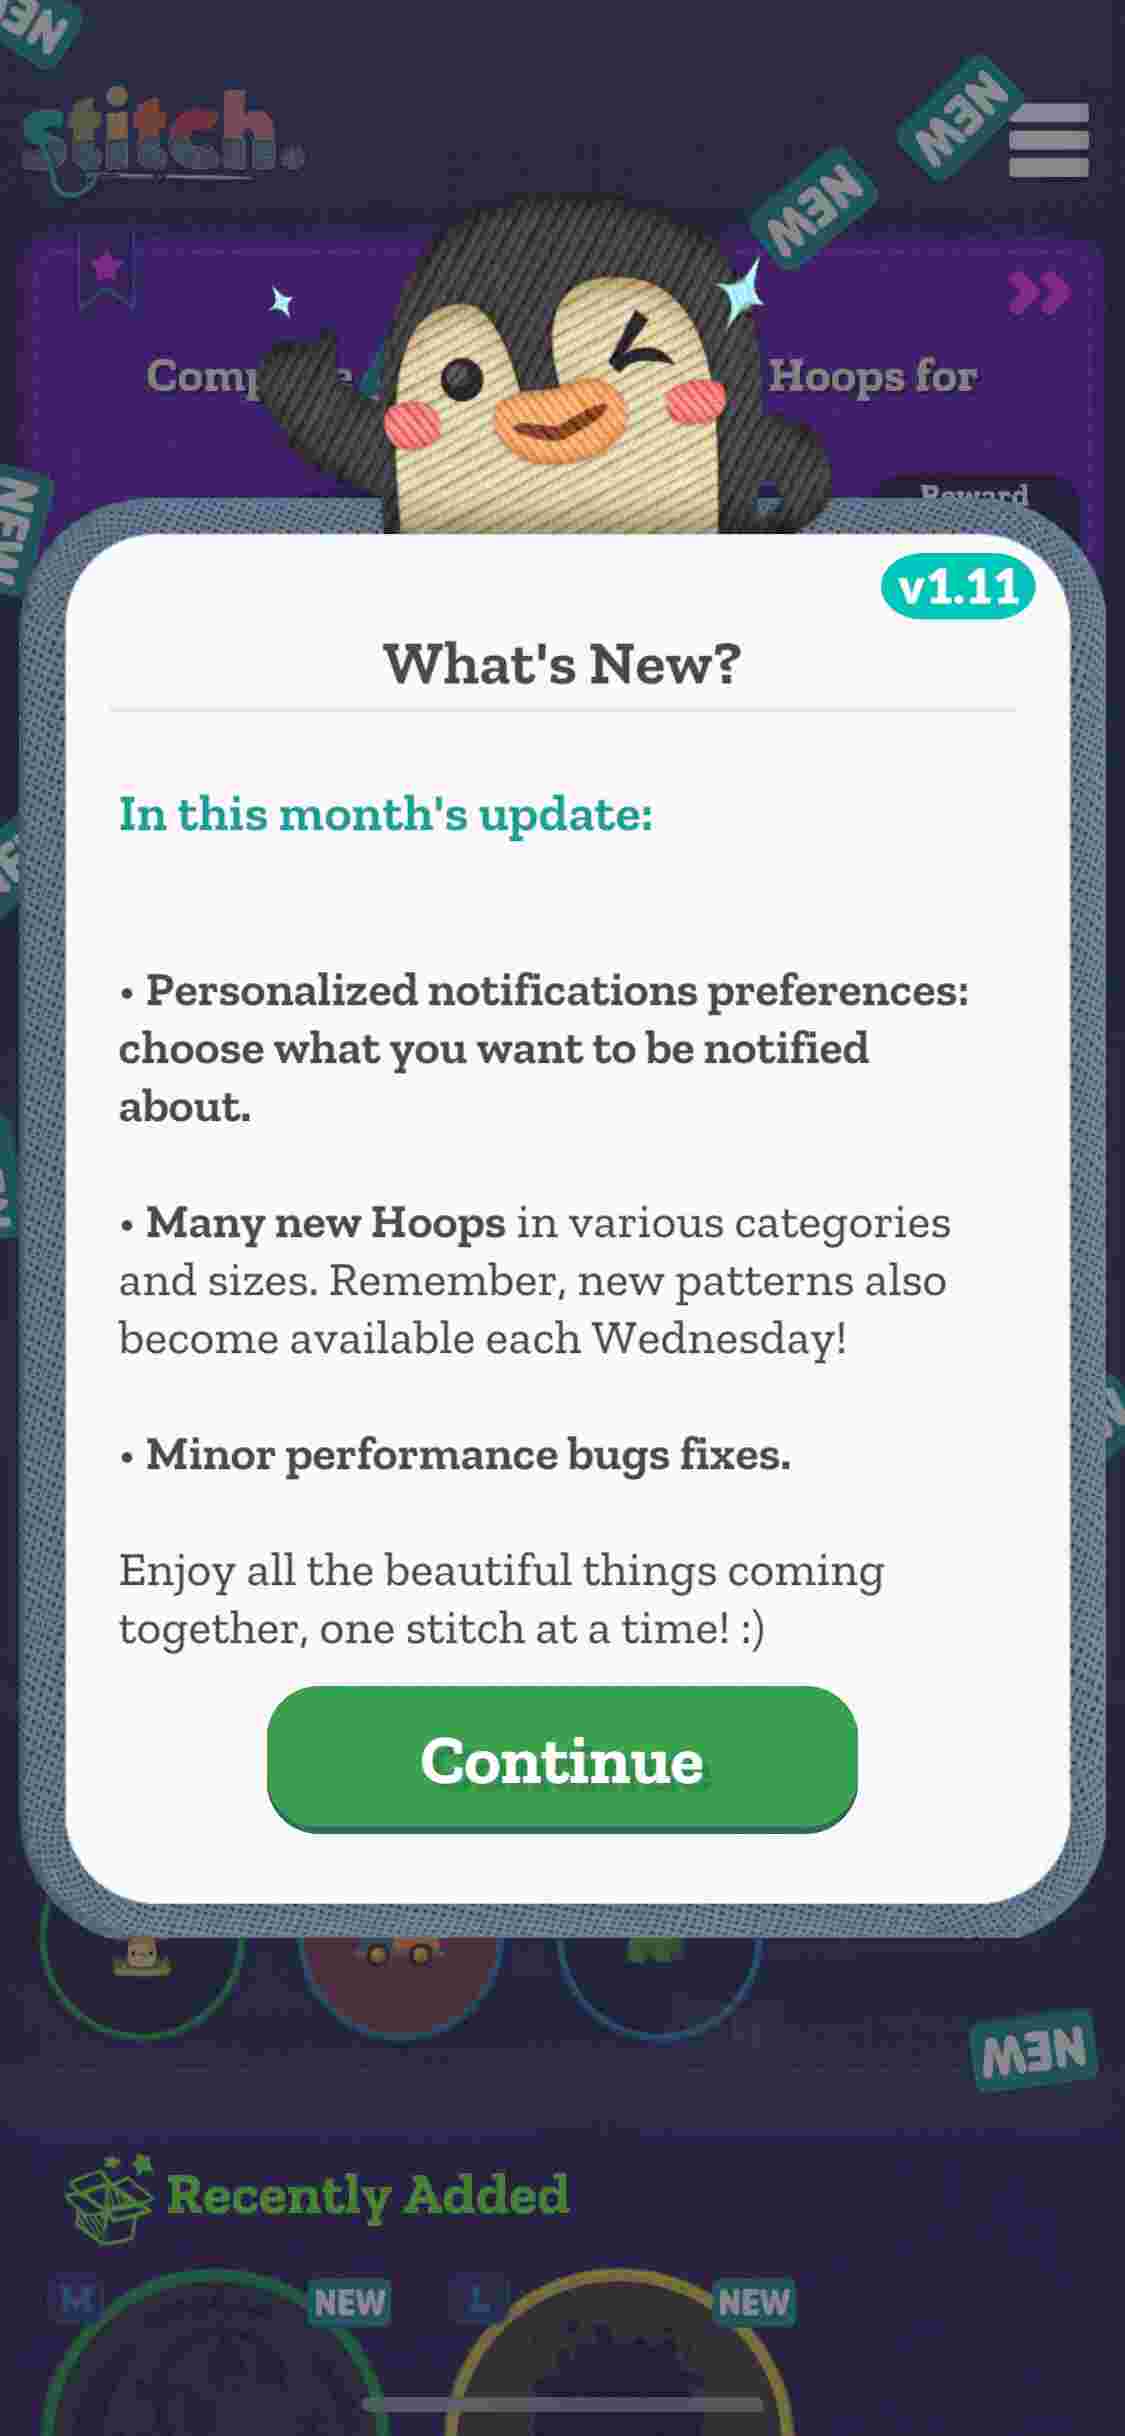 NEW
stitch.
NEW
NEW
Hoops for
NEW
Reward
v1.11
What's New?
In this month's update:
• Personalized notifications preferences:
choose what you want to be notified
about.
• Many new Hoops in various categories
and sizes. Remember, new patterns also
become available each Wednesday!
• Minor performance bugs fixes.
Enjoy all the beautiful things coming
together, one stitch at a time! :)
Continue
NEW
Recently Added
M
NEW
L
NEW